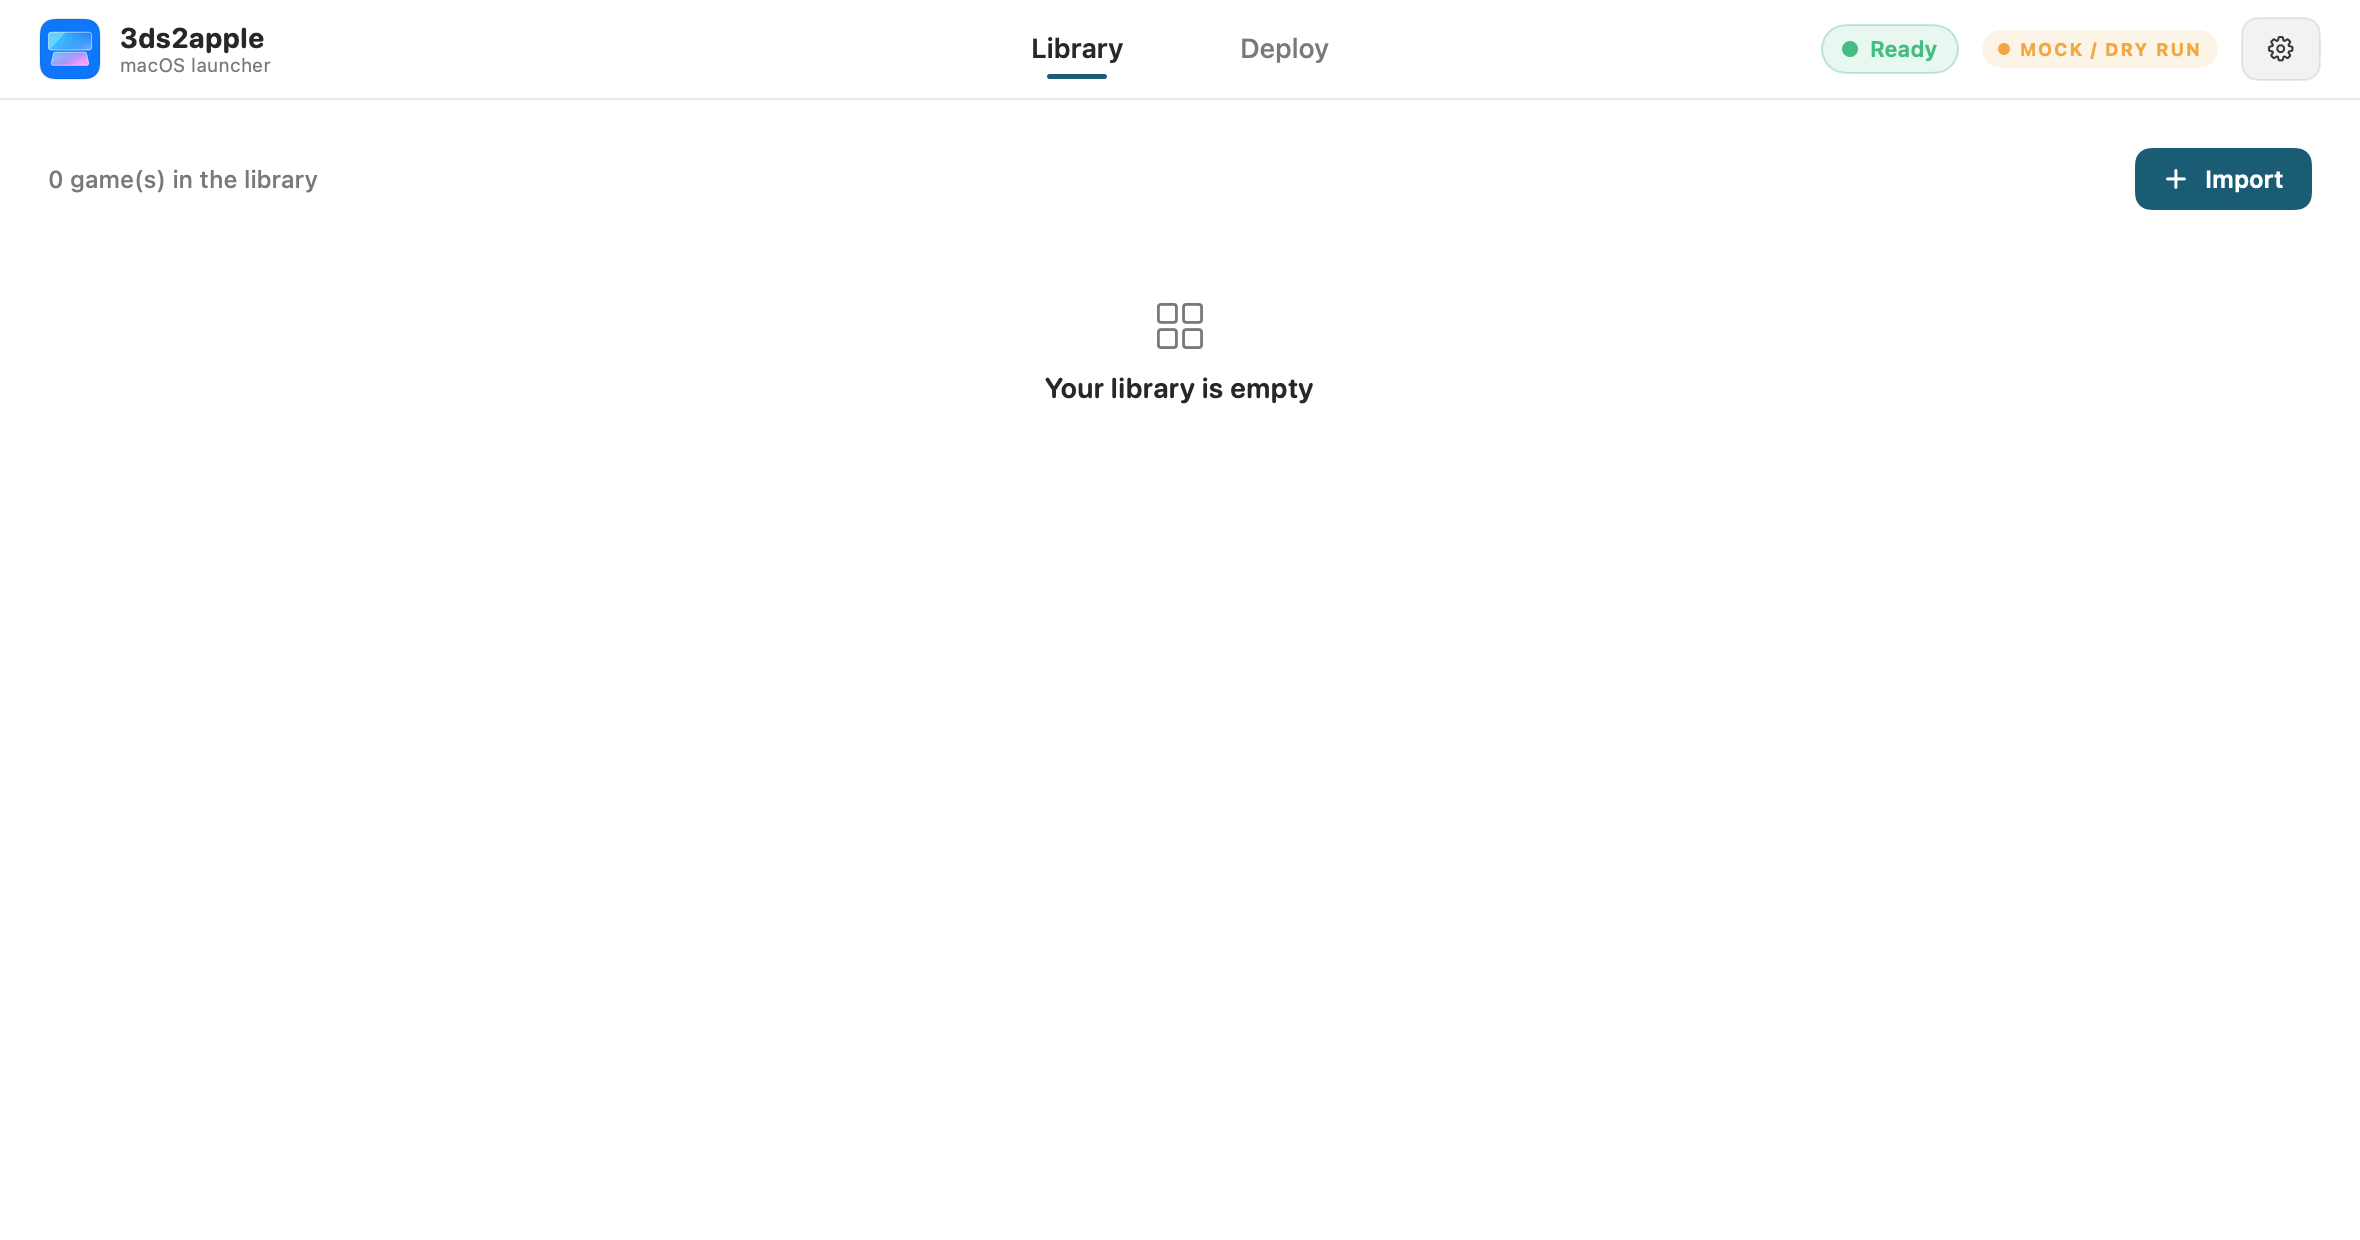 3ds2apple
macOS launcher
Library
Deploy
Ready
MOCK / DRY RUN
0 game(s) in the library
Import
Your library is empty